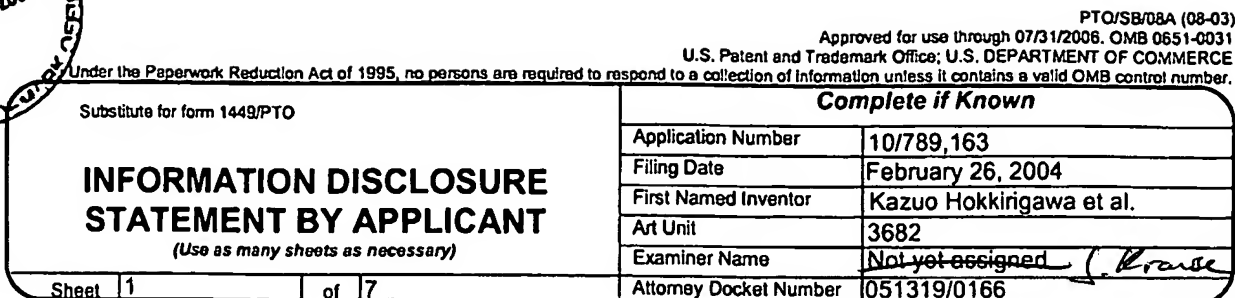 PTO/SB/08A (08-03)
Approved for use through 07/31/2006. OMB 0651-0031
U.S. Patent and Trademark Office; U.S. DEPARTMENT OF COMMERCE
Under the Paperwork Reduction Act of 1995, no persons are required to respond to a collection of information unless it contains a valid OMB control number.
Substitute for form 1449/PTO
INFORMATION DISCLOSURE
STATEMENT BY APPLICANT
(Use as many sheets as necessary)
Sheet 1 of 7
Complete if Known
Application Number 10/789,163
Filing Date February 26, 2004
First Named Inventor Kazuo Hokkirigawa et al.
Art Unit 3682
Examiner Name Not yet assigned
Attorney Docket Number 051319/0166